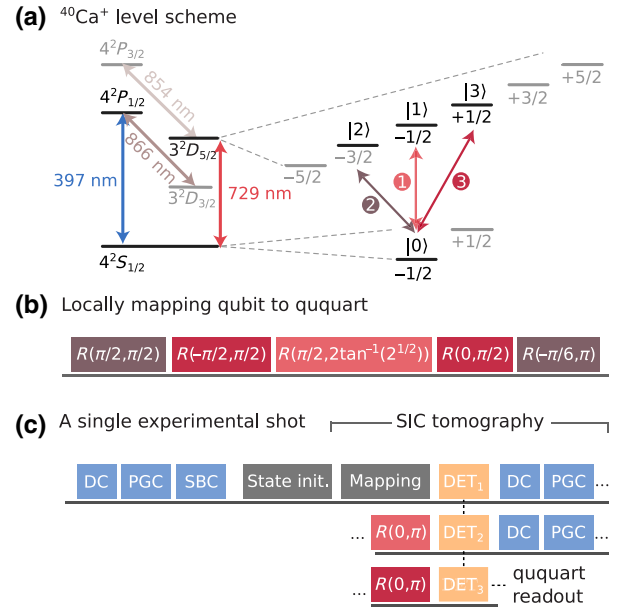 (a) ⁴⁰Ca⁺ level scheme
4²P₃/₂
854 nm
4²P₁/₂
866 nm
3²D₅/₂
3²D₃/₂
397 nm
729 nm
4²S₁/₂
+5/2
|3⟩
+3/2
|1⟩
+1/2
|2⟩
-1/2
-3/2
-5/2
1
2
3
|0⟩
+1/2
-1/2
(b) Locally mapping qubit to ququart
R(π/2,π/2) R(-π/2,π/2) R(π/2,2tan⁻¹(2¹/²)) R(0,π/2) R(-π/6,π)
(c) A single experimental shot SIC tomography
DC PGC SBC State init. Mapping DET₁ DC PGC ...
... R(0,π) DET₂ DC PGC ...
... R(0,π) DET₃ ququart
readout